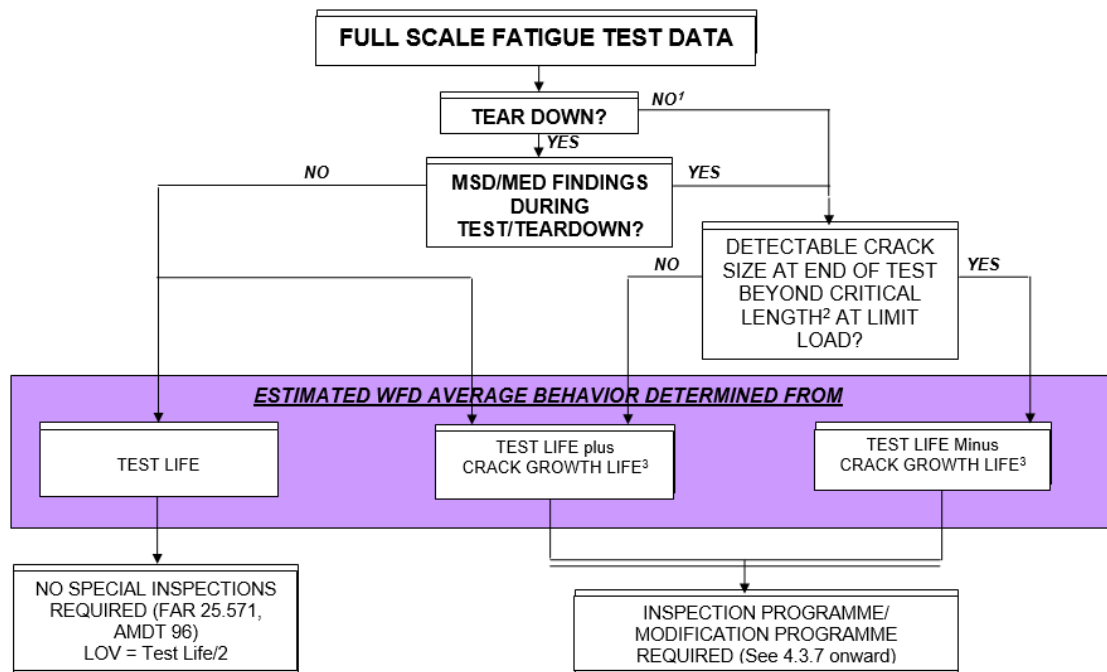 FULL SCALE FATIGUE TEST DATA
NO¹
TEAR DOWN?
YES
NO
MSD/MED FINDINGS
DURING
TEST/TEARDOWN?
YES
DETECTABLE CRACK
SIZE AT END OF TEST
BEYOND CRITICAL
LENGTH² AT LIMIT
LOAD?
NO
YES
ESTIMATED WFD AVERAGE BEHAVIOR DETERMINED FROM
TEST LIFE
TEST LIFE plus
CRACK GROWTH LIFE³
TEST LIFE Minus
CRACK GROWTH LIFE³
NO SPECIAL INSPECTIONS
REQUIRED (FAR 25.571,
AMDT 96)
LOV = Test Life/2
INSPECTION PROGRAMME/
MODIFICATION PROGRAMME
REQUIRED (See 4.3.7 onward)